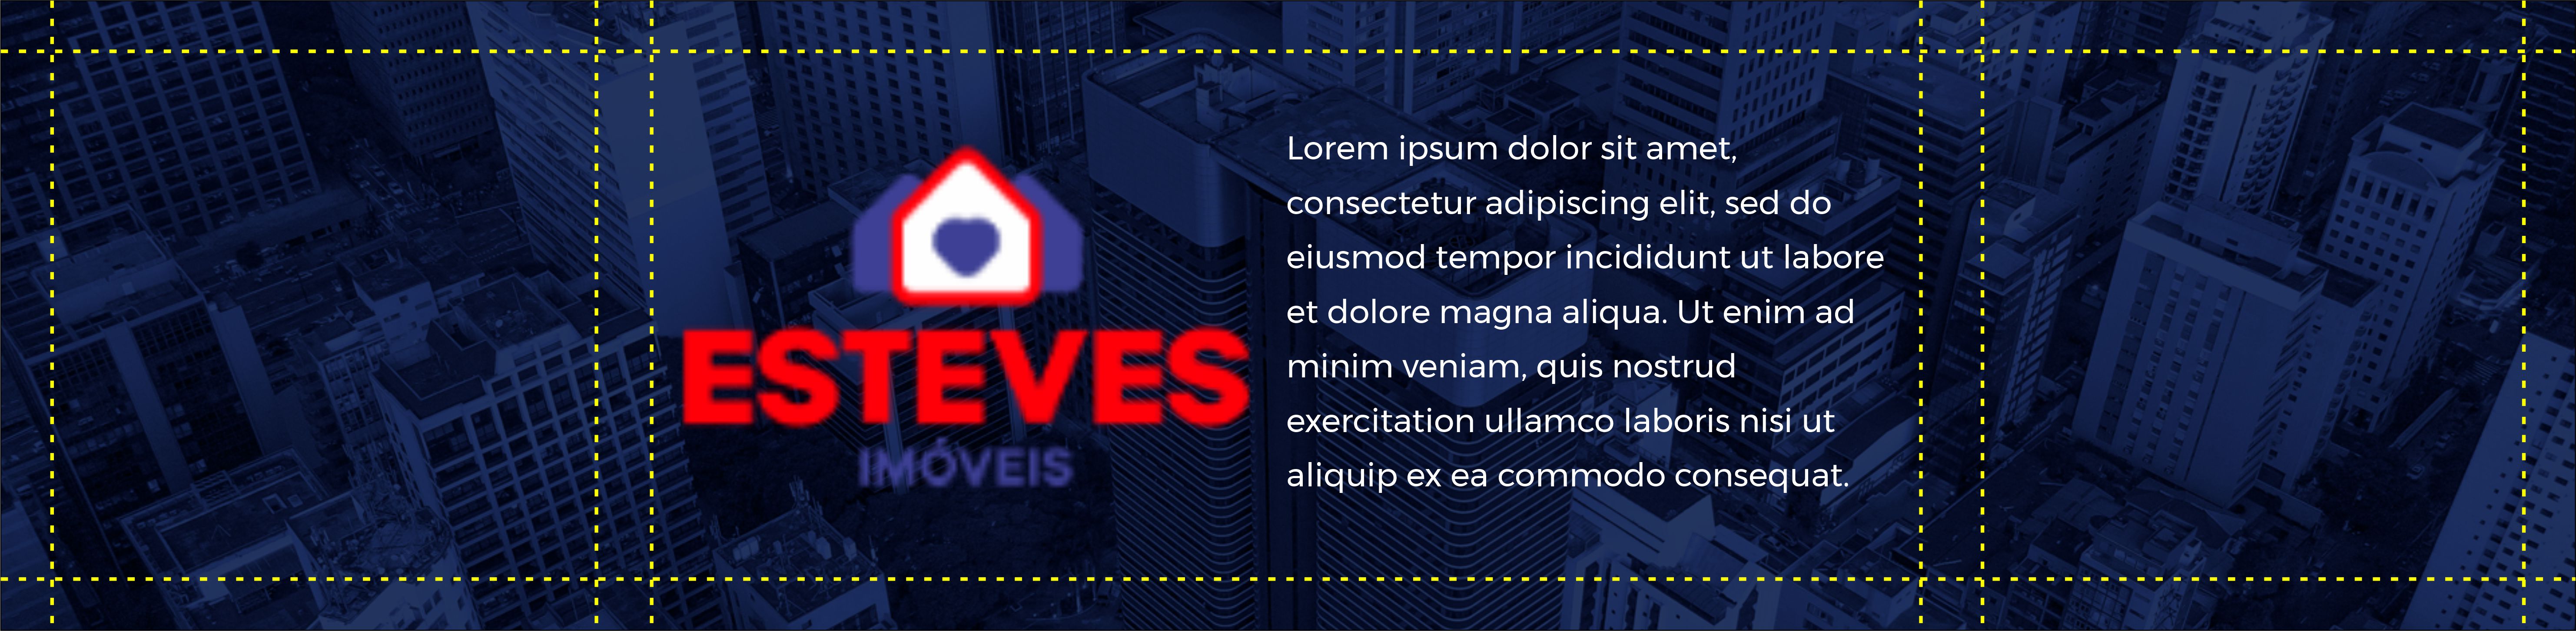 ESTEVES
IMÓVEIS
Lorem ipsum dolor sit amet,
consectetur adipiscing elit, sed do
eiusmod tempor incididunt ut labore
et dolore magna aliqua. Ut enim ad
minim veniam, quis nostrud
exercitation ullamco laboris nisi ut
aliquip ex ea commodo consequat.